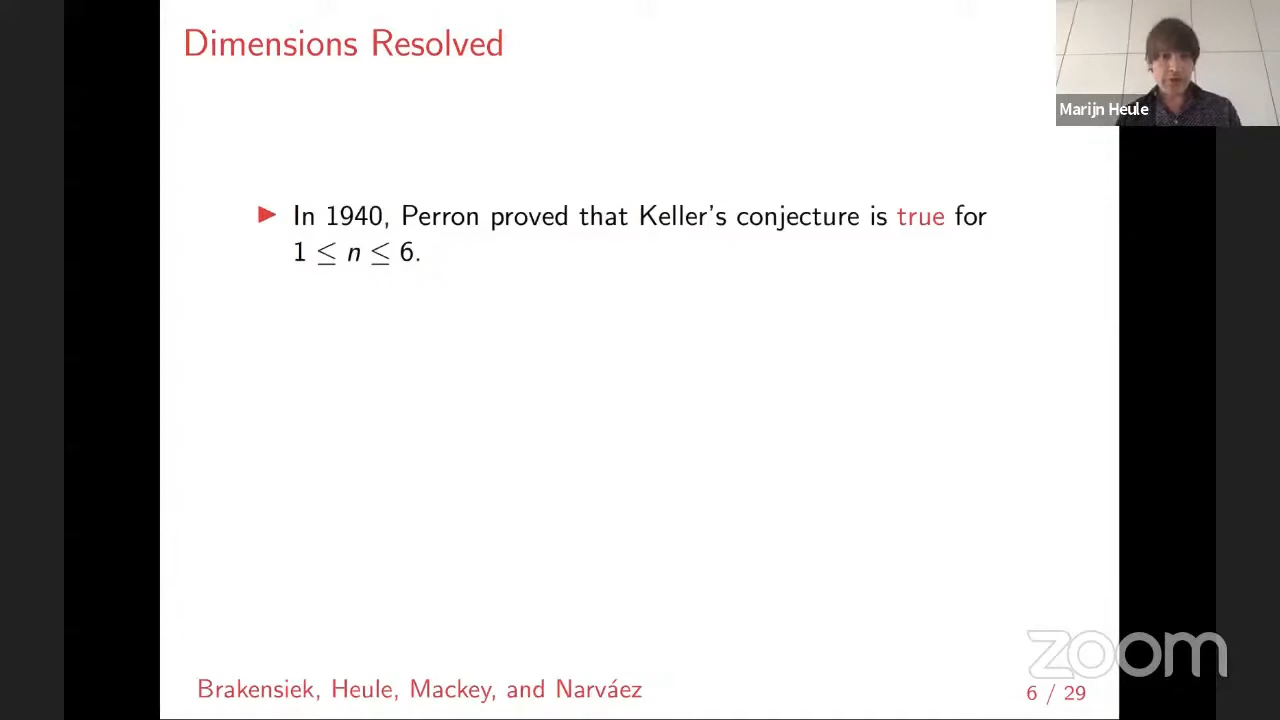 Dimensions Resolved
Marijn Heule
▶ In 1940, Perron proved that Keller's conjecture is true for
1 ≤ n ≤ 6.
zoom
Brakensiek, Heule, Mackey, and Narváez
6 / 29